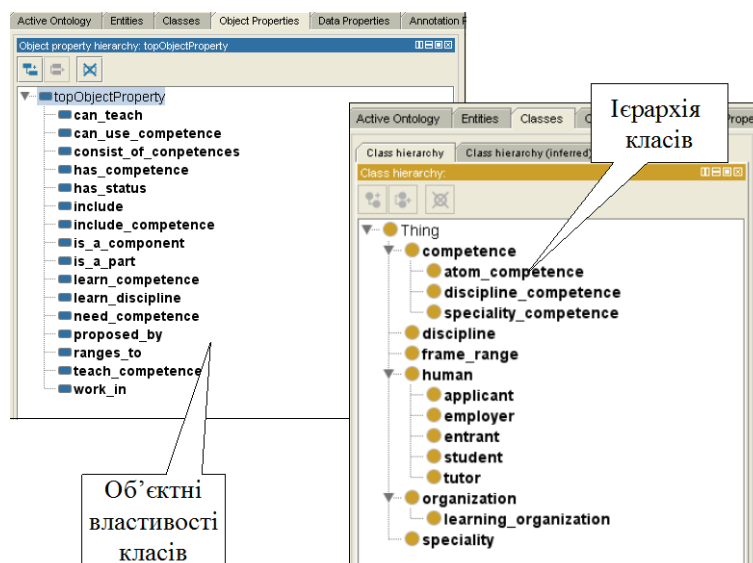 Active Ontology Entities Classes Object Properties Data Properties Annotation P
Object property hierarchy: topObjectProperty
topObjectProperty
can_teach
can_use_competence
consist_of_conpetences
has_competence
has_status
include
include_competence
is_a_component
is_a_part
learn_competence
learn_discipline
need_competence
proposed_by
ranges_to
teach_competence
work_in
Об’єктні
властивості
класів
Active Ontology Entities Classes O Prope
Ієрархія
класів
Class hierarchy Class hierarchy (inferred)
Class hierarchy:
Thing
competence
atom_competence
discipline_competence
speciality_competence
discipline
frame_range
human
applicant
employer
entrant
student
tutor
organization
learning_organization
speciality